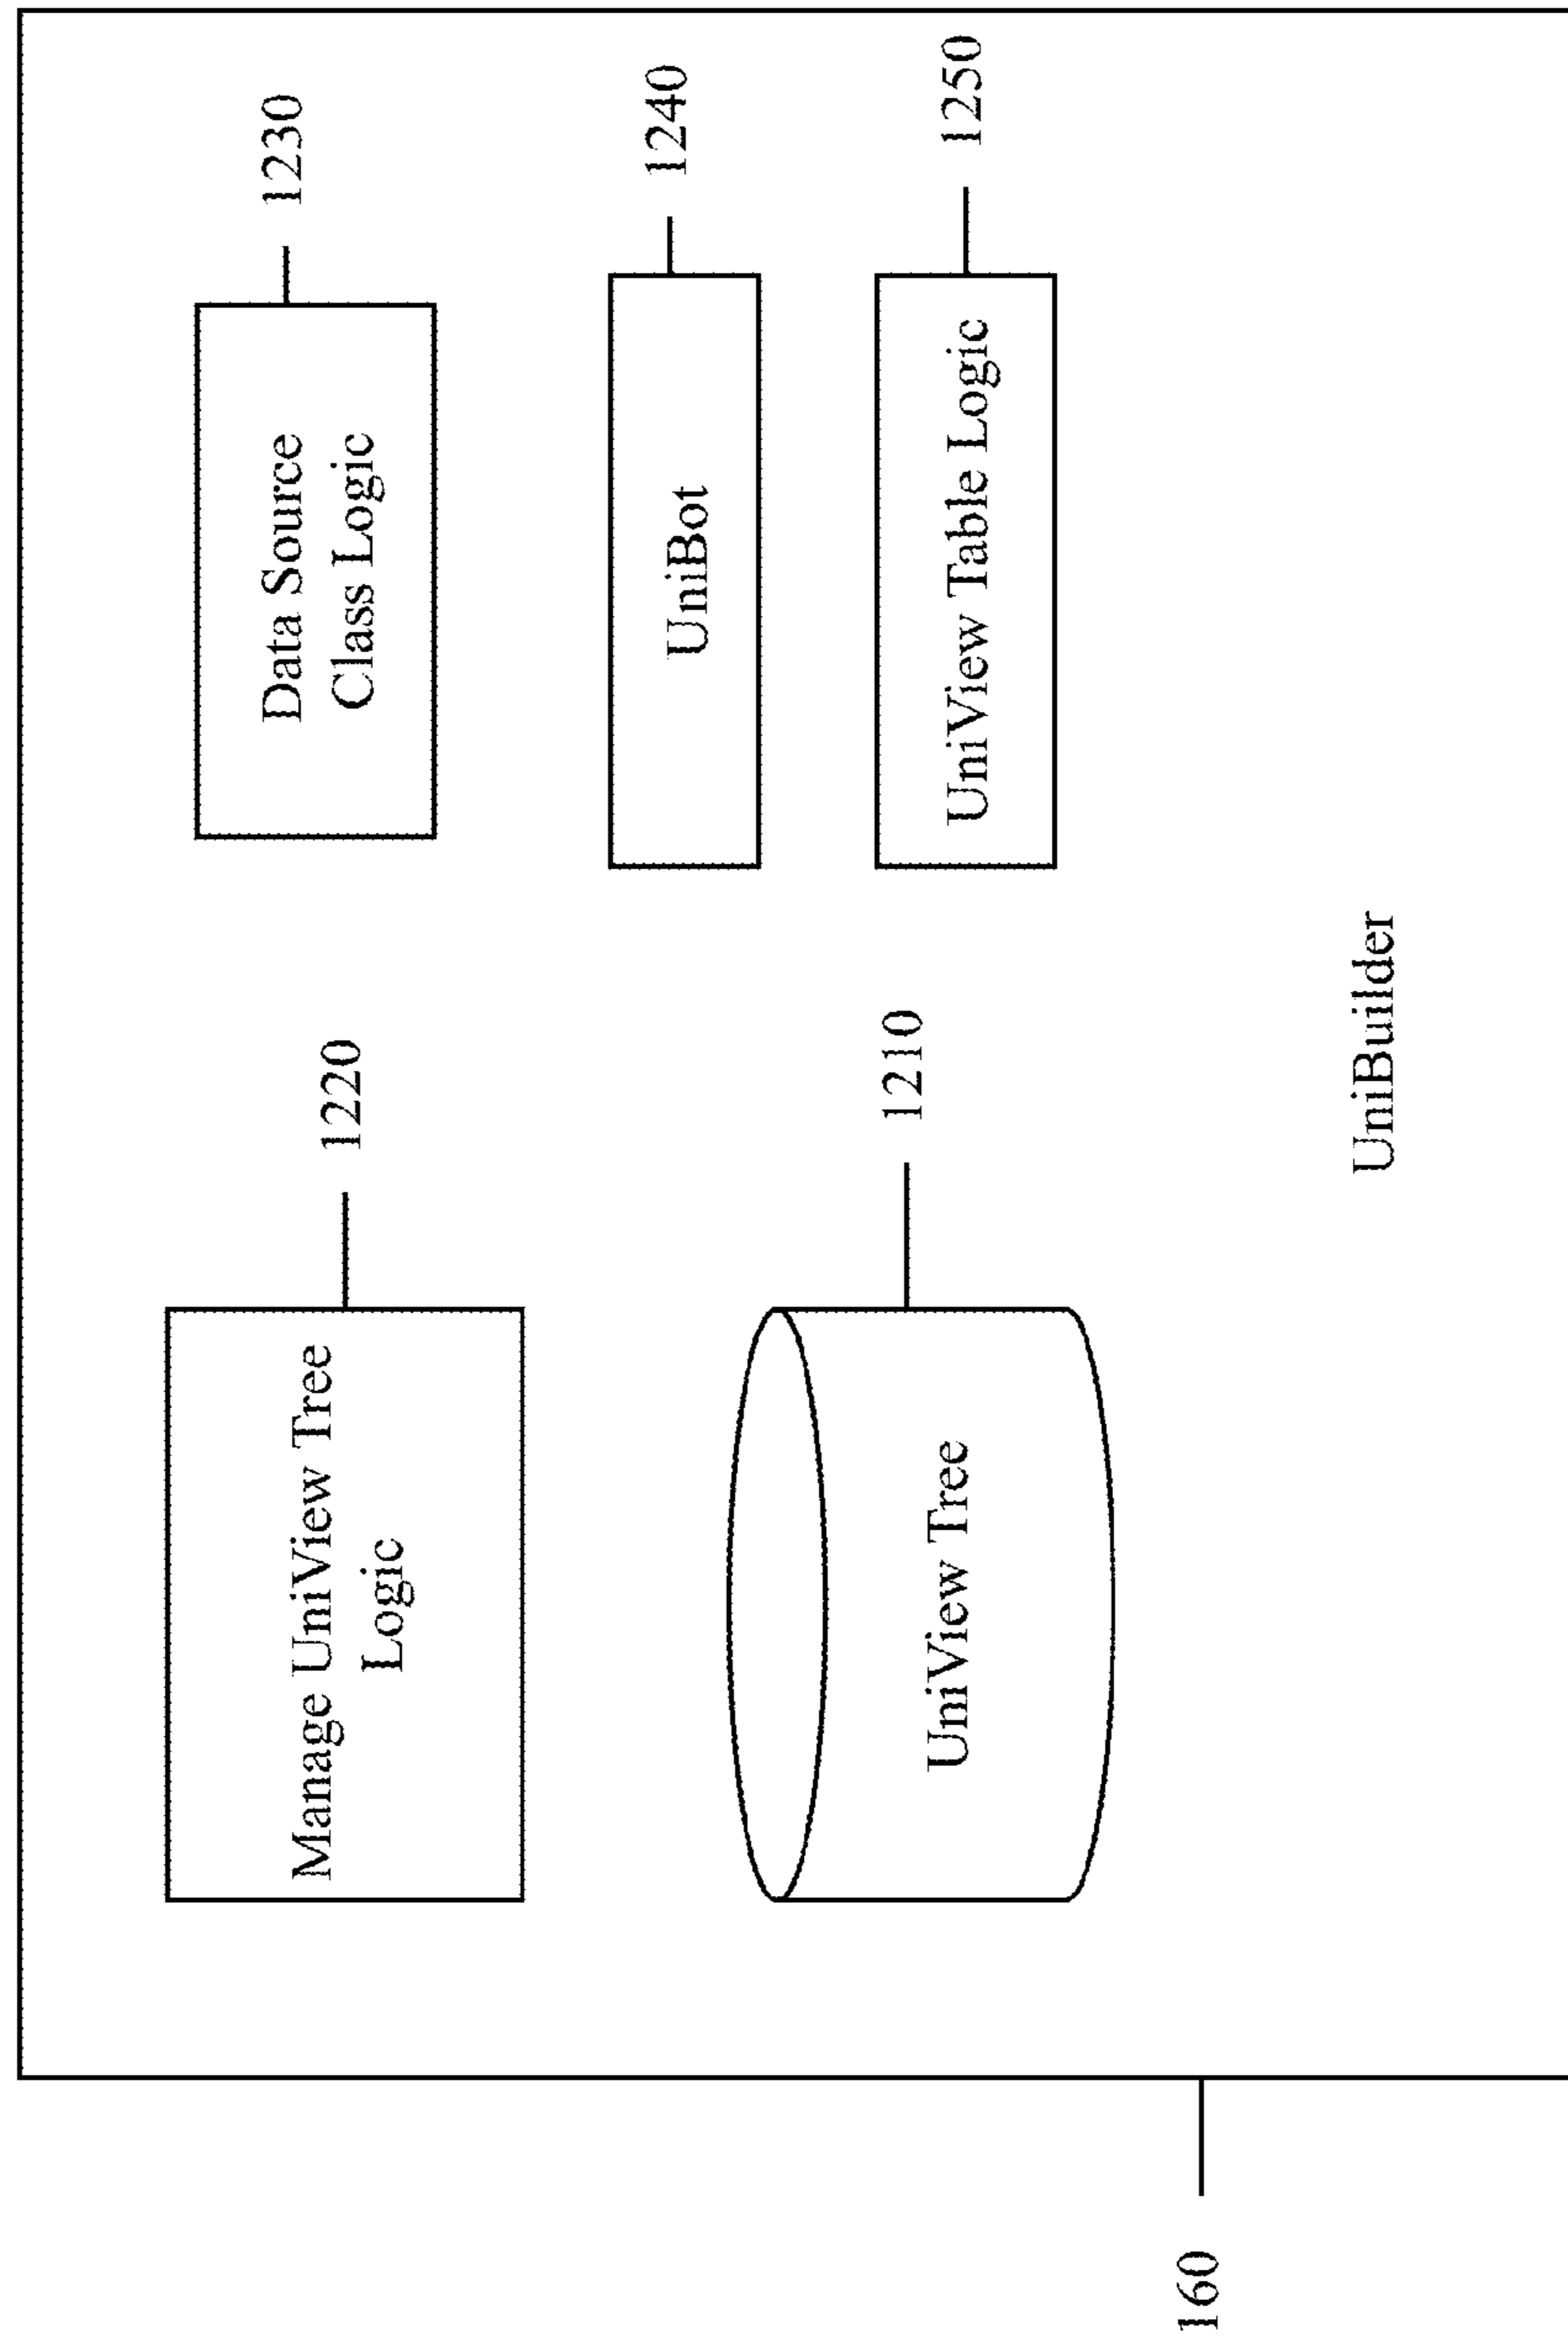 Manage UniView Tree
Logic
1220
Data Source
Class Logic
1230
UniBot
1240
UniView Tree
1210
UniView Table Logic
1250
UniBuilder
160